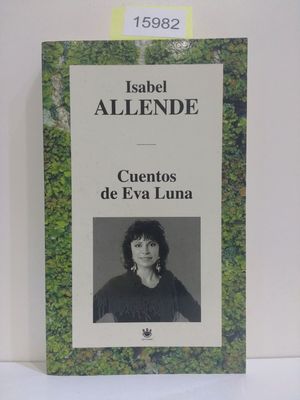 15982
Isabel
ALLENDE
Cuentos
de Eva Luna